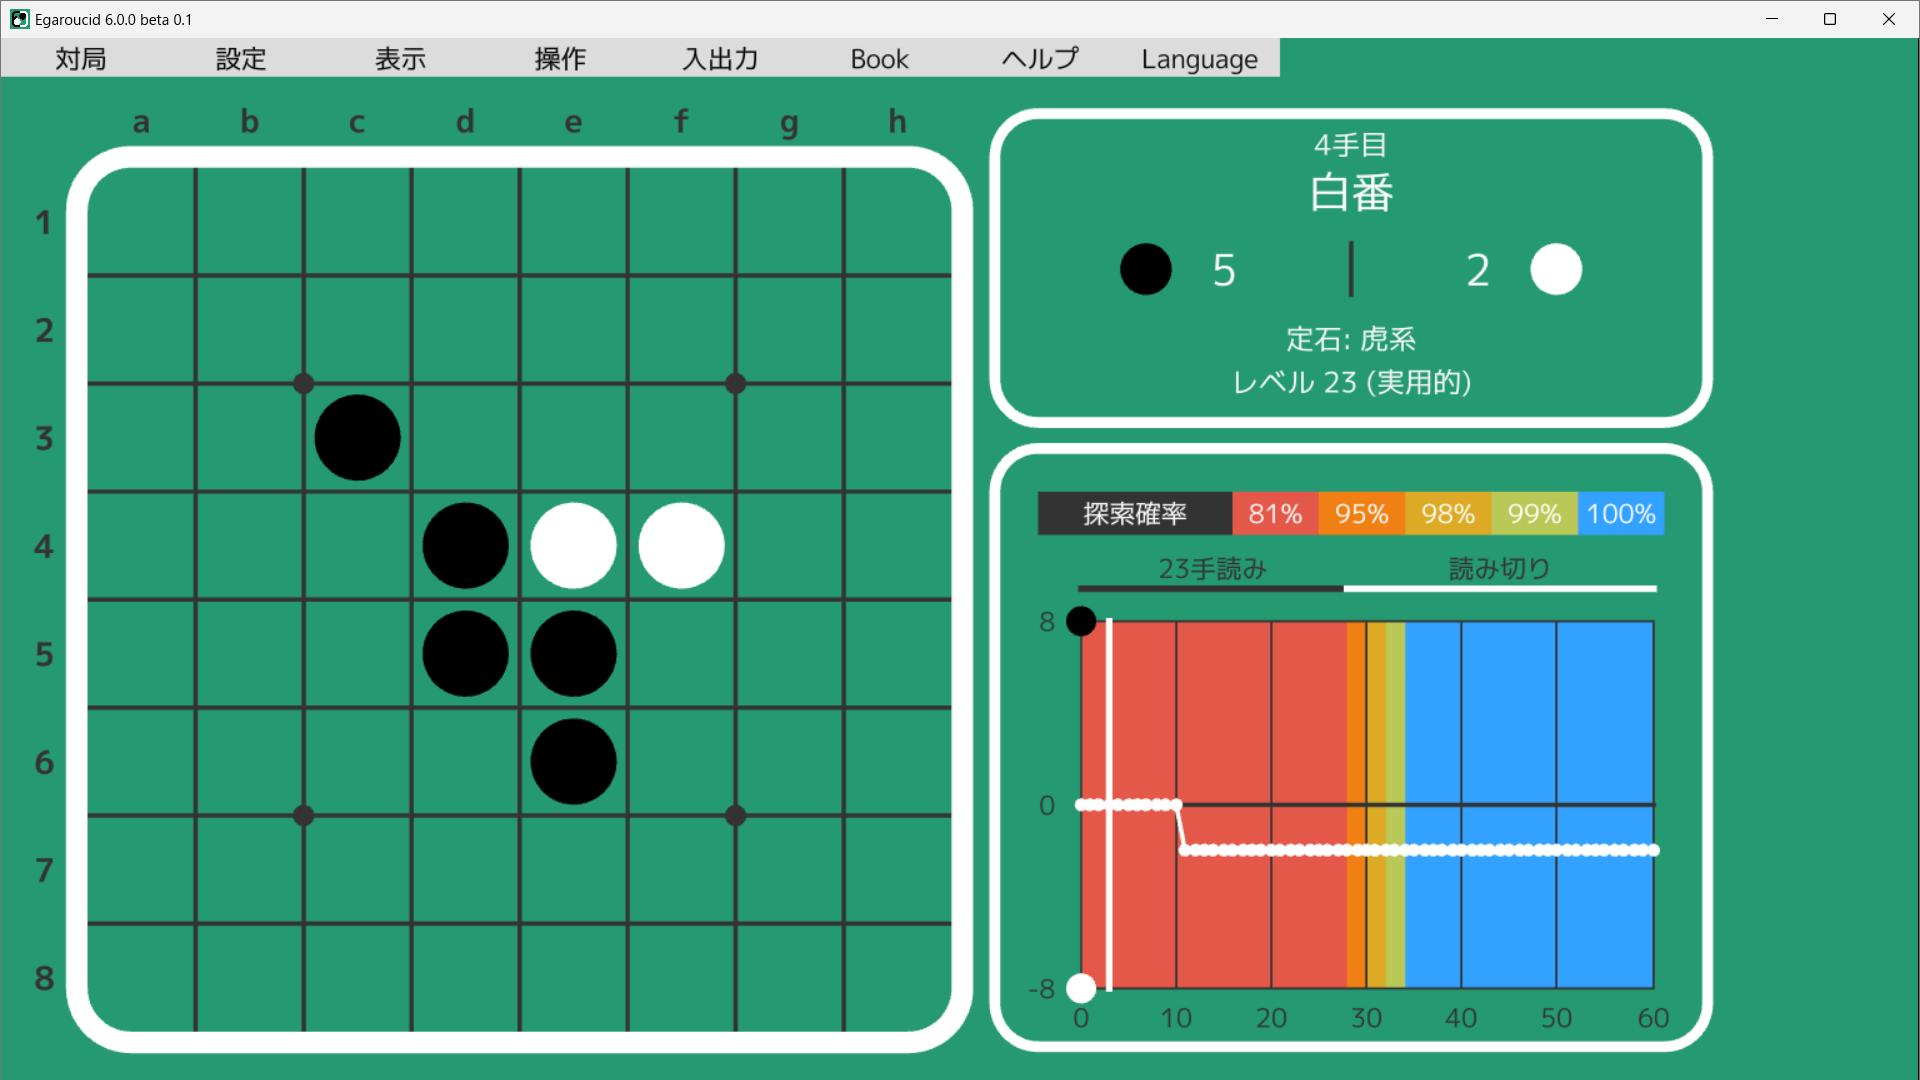 Egaroucid 6.0.0 beta 0.1
対局 設定 表示 操作 入出力 Book ヘルプ Language
a b c d e f g h
1
2
3
4
5
6
7
8
4手目
白番
5 2
定石: 虎系
レベル 23 (実用的)
探索確率 81% 95% 98% 99% 100%
23手読み 読み切り
8
0
-8
0 10 20 30 40 50 60